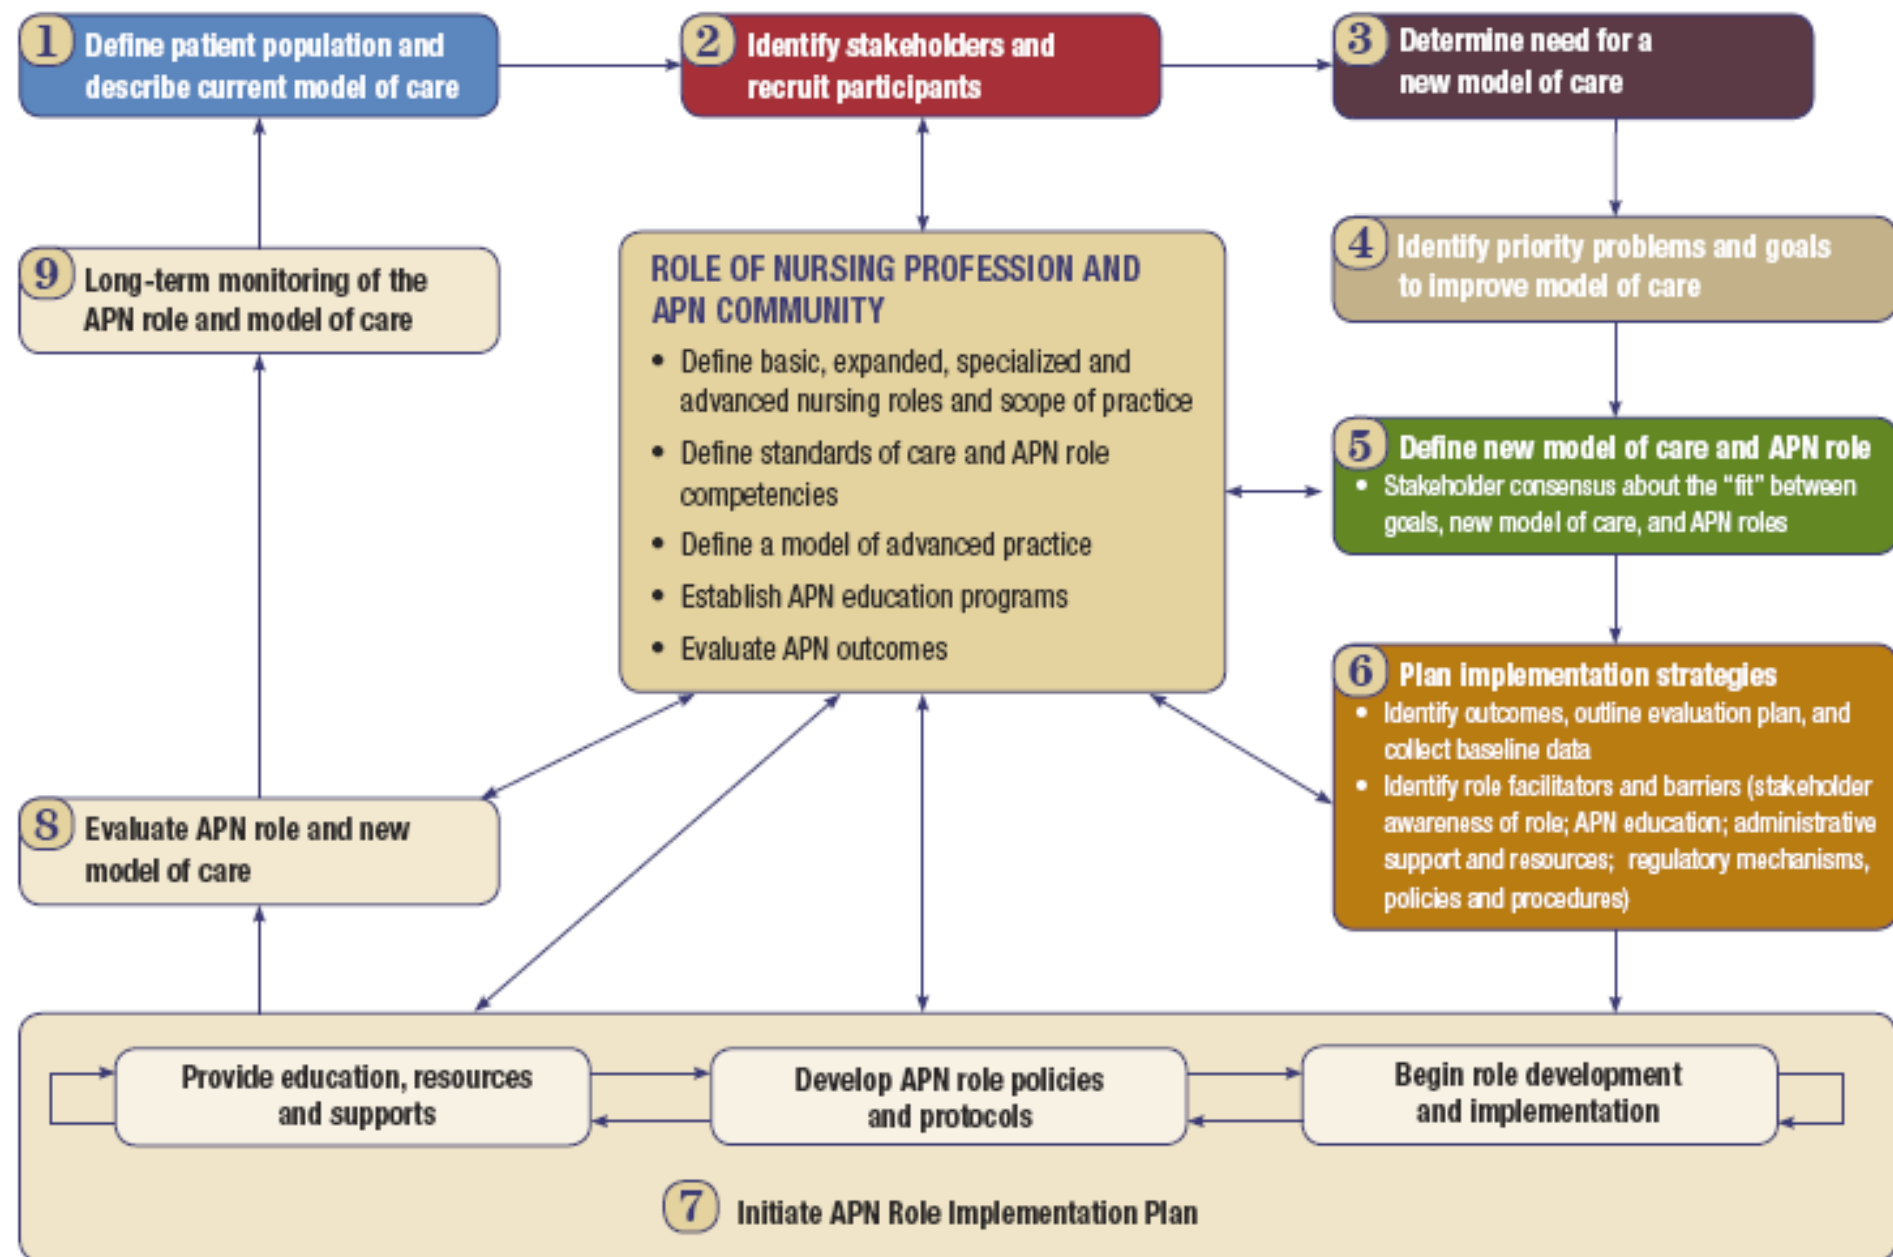 1
Define patient population and
describe current model of care
2
Identify stakeholders and
recruit participants
3
Determine need for a
new model of care
4
Identify priority problems and goals
to improve model of care
5
Define new model of care and APN role
• Stakeholder consensus about the “fit” between
goals, new model of care, and APN roles
6
Plan implementation strategies
• Identify outcomes, outline evaluation plan, and
collect baseline data
• Identify role facilitators and barriers (stakeholder
awareness of role; APN education; administrative
support and resources; regulatory mechanisms,
policies and procedures)
ROLE OF NURSING PROFESSION AND
APN COMMUNITY
• Define basic, expanded, specialized and
advanced nursing roles and scope of practice
• Define standards of care and APN role
competencies
• Define a model of advanced practice
• Establish APN education programs
• Evaluate APN outcomes
9
Long-term monitoring of the
APN role and model of care
8
Evaluate APN role and new
model of care
Provide education, resources
and supports
Develop APN role policies
and protocols
Begin role development
and implementation
7
Initiate APN Role Implementation Plan